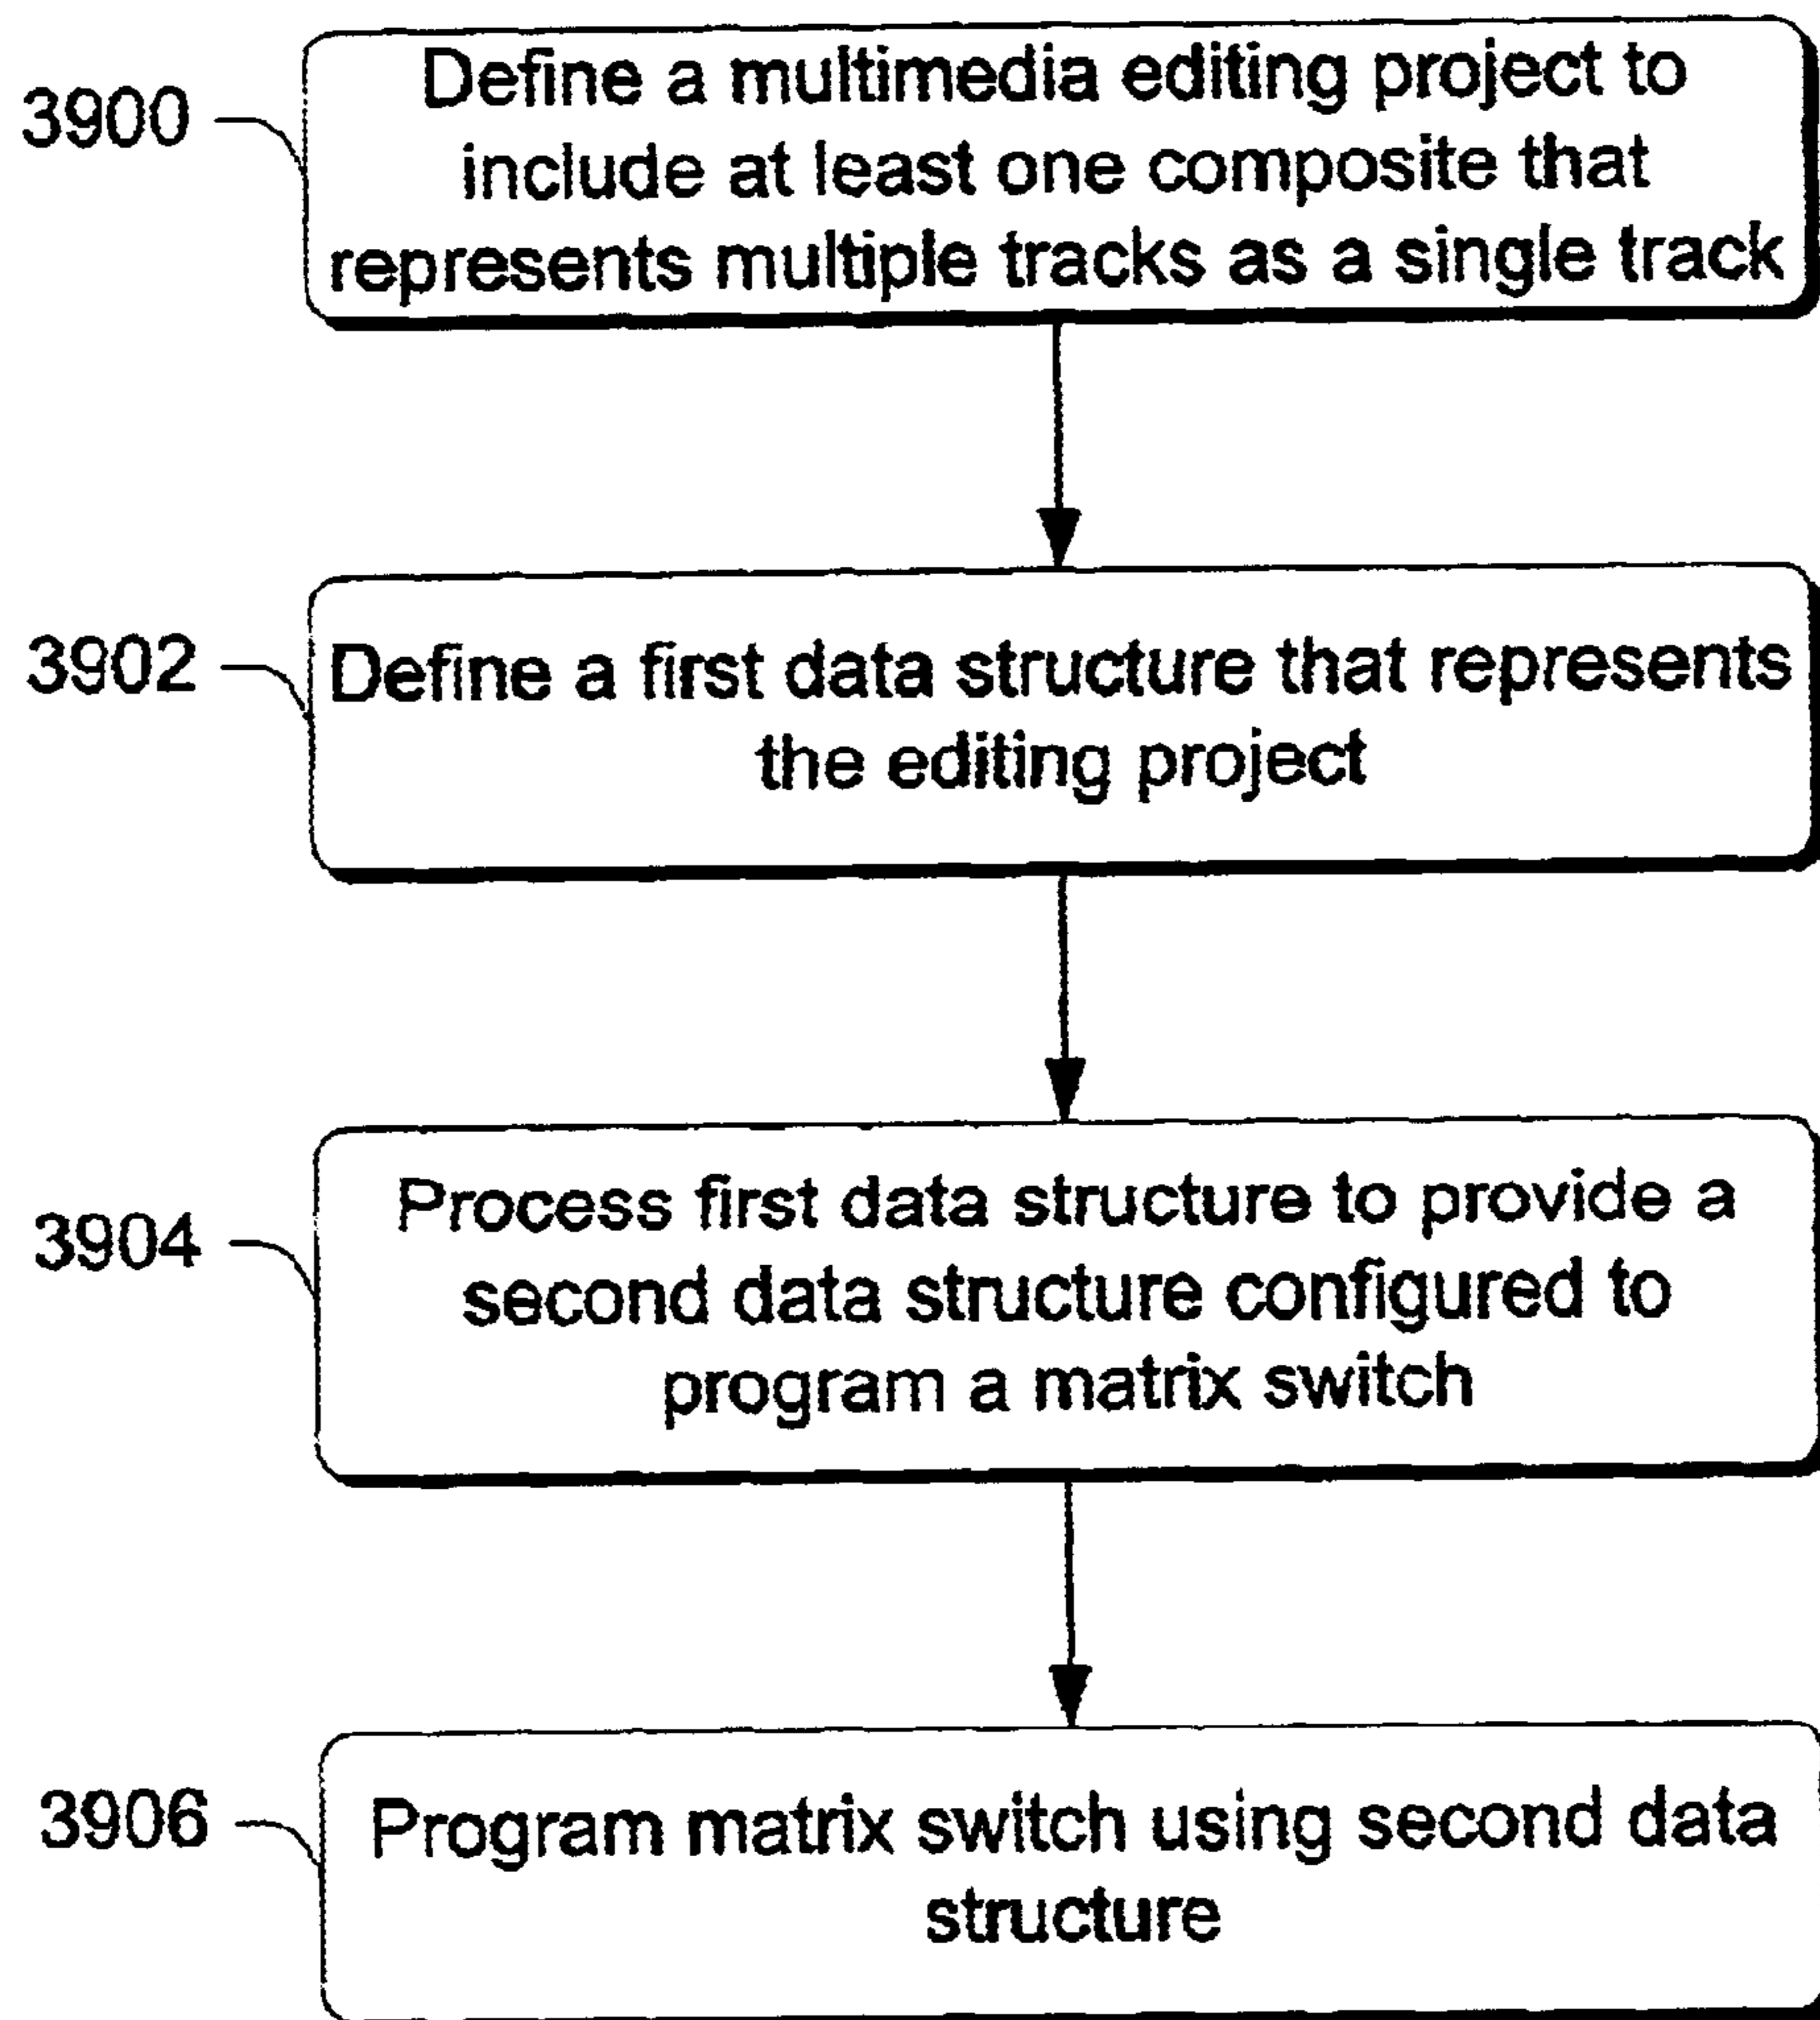 3900
Define a multimedia editing project to
include at least one composite that
represents multiple tracks as a single track
3902
Define a first data structure that represents
the editing project
3904
Process first data structure to provide a
second data structure configured to
program a matrix switch
3906
Program matrix switch using second data
structure